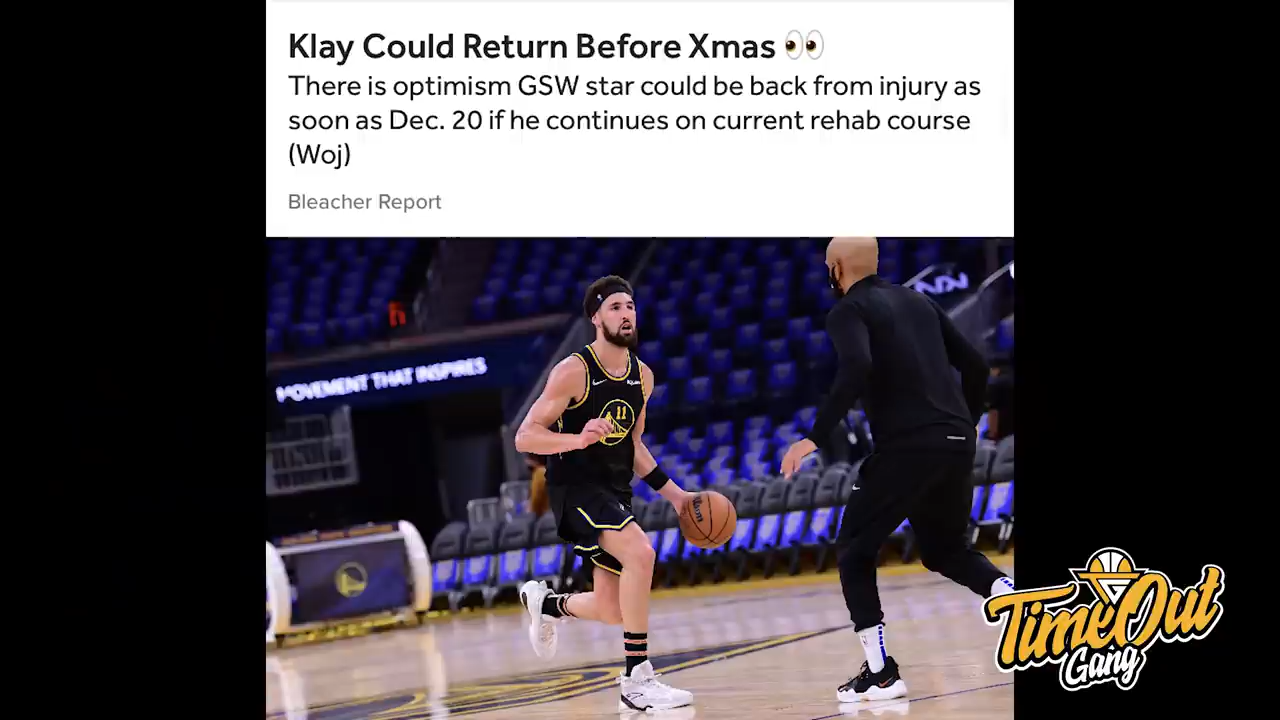 Klay Could Return Before Xmas 👀
There is optimism GSW star could be back from injury as
soon as Dec. 20 if he continues on current rehab course
(Woj)
Bleacher Report
MOVEMENT THAT INSPIRES
11
TimeOut
Gang